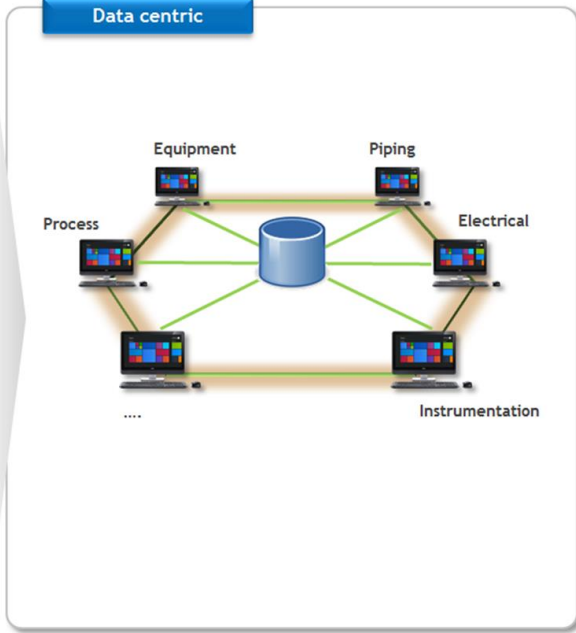 Data centric
Equipment
Piping
Process
Electrical
....
Instrumentation